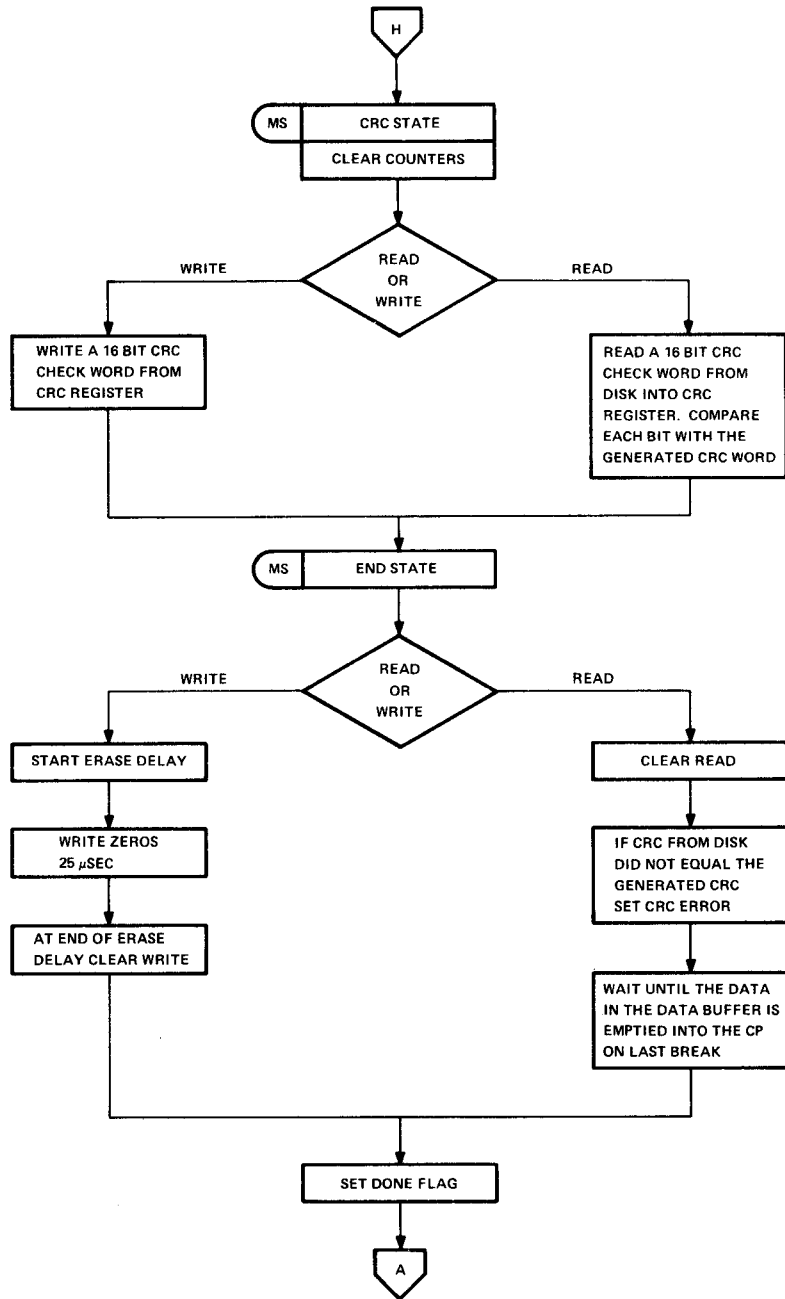 H
MS
CRC STATE
CLEAR COUNTERS
READ
OR
WRITE
WRITE
READ
WRITE A 16 BIT CRC
CHECK WORD FROM
CRC REGISTER
READ A 16 BIT CRC
CHECK WORD FROM
DISK INTO CRC
REGISTER. COMPARE
EACH BIT WITH THE
GENERATED CRC WORD
MS
END STATE
READ
OR
WRITE
WRITE
READ
START ERASE DELAY
WRITE ZEROS
25 μSEC
AT END OF ERASE
DELAY CLEAR WRITE
CLEAR READ
IF CRC FROM DISK
DID NOT EQUAL THE
GENERATED CRC
SET CRC ERROR
WAIT UNTIL THE DATA
IN THE DATA BUFFER IS
EMPTIED INTO THE CP
ON LAST BREAK
SET DONE FLAG
A